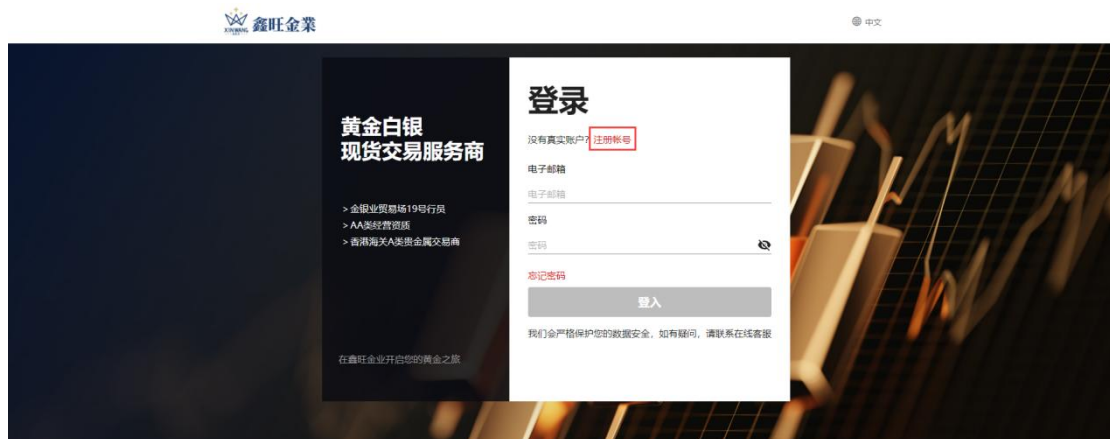 XINWANG
鑫旺金業
中文
黄金白银
现货交易服务商
> 金银业贸易场19号行员
> AA类经营资质
> 香港海关A类贵金属交易商
在鑫旺金业开启您的黄金之旅
登录
没有真实账户? 注册帐号
电子邮箱
电子邮箱
密码
密码
忘记密码
登入
我们会严格保护您的数据安全，如有疑问，请联系在线客服